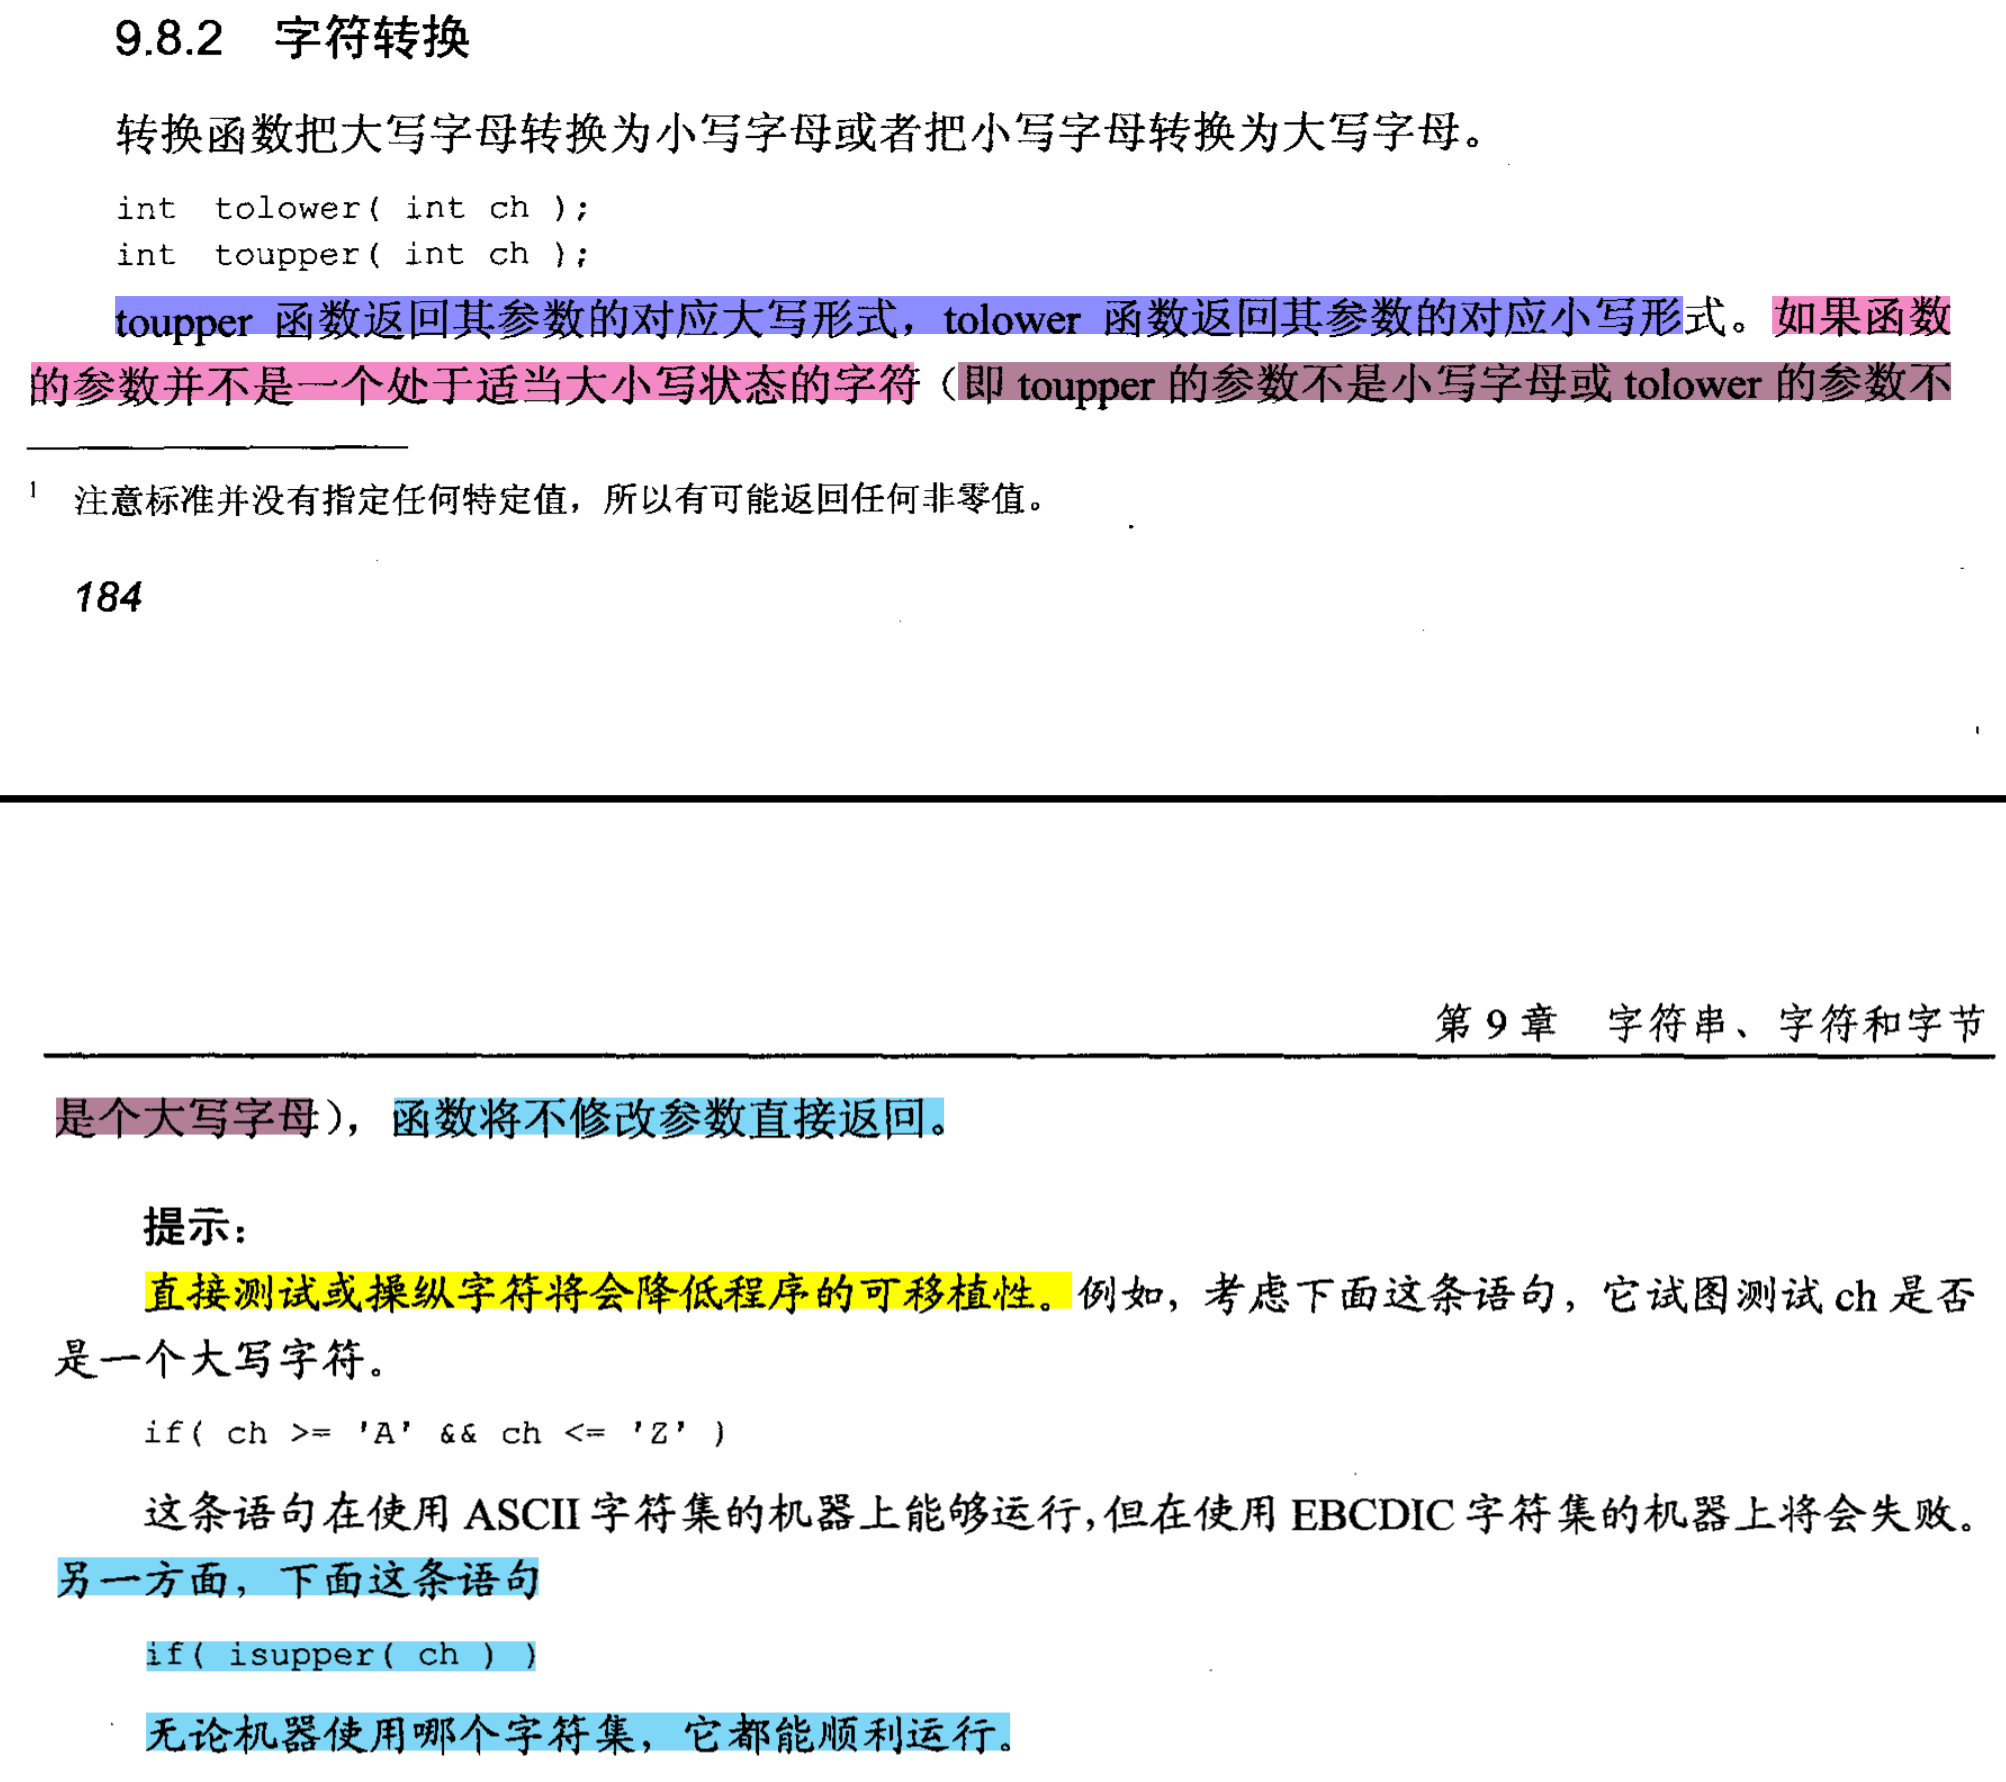 9.8.2 字符转换
转换函数把大写字母转换为小写字母或者把小写字母转换为大写字母。
int tolower( int ch );
int toupper( int ch );
toupper 函数返回其参数的对应大写形式，tolower 函数返回其参数的对应小写形式。如果函数
的参数并不是一个处于适当大小写状态的字符（即 toupper 的参数不是小写字母或 tolower 的参数不
1 注意标准并没有指定任何特定值，所以有可能返回任何非零值。
184
第 9 章 字符串、字符和字节
是个大写字母），函数将不修改参数直接返回。
提示：
直接测试或操纵字符将会降低程序的可移植性。例如，考虑下面这条语句，它试图测试 ch 是否
是一个大写字符。
if( ch >= 'A' && ch <= 'Z' )
这条语句在使用 ASCII 字符集的机器上能够运行，但在使用 EBCDIC 字符集的机器上将会失败。
另一方面，下面这条语句
if( isupper( ch ) )
无论机器使用哪个字符集，它都能顺利运行。